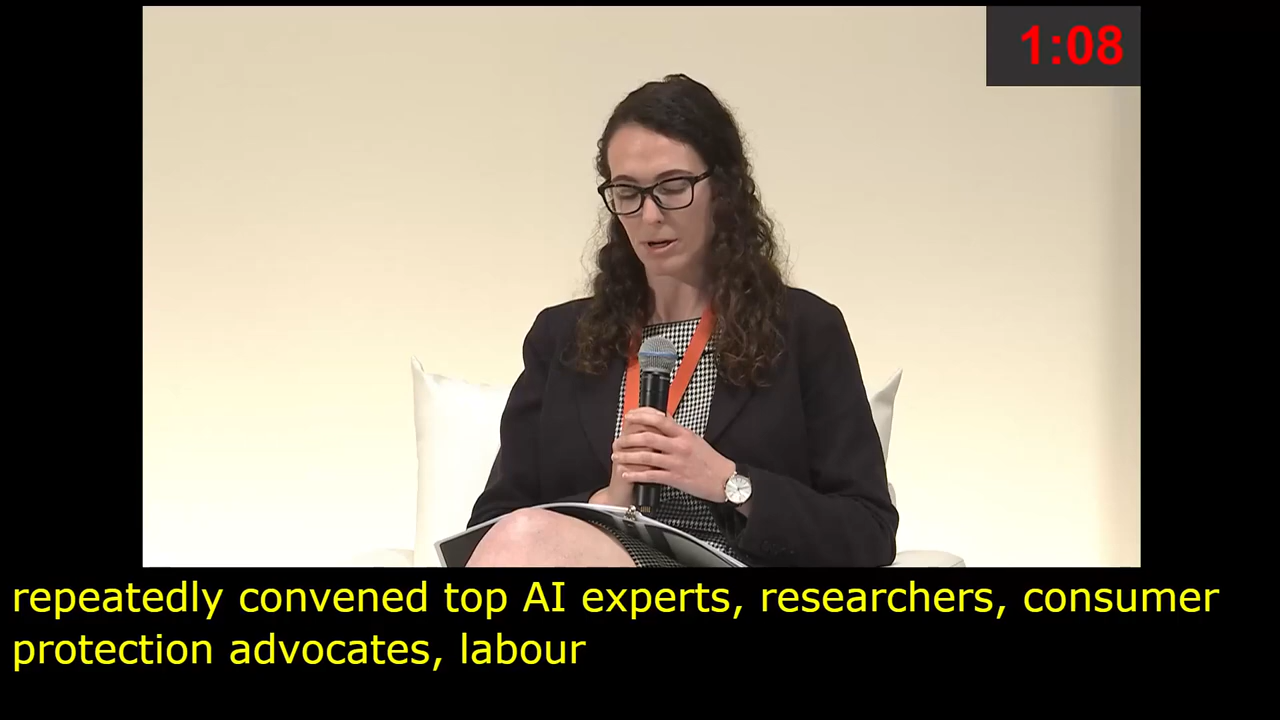 1:08
repeatedly convened top AI experts, researchers, consumer
protection advocates, labour